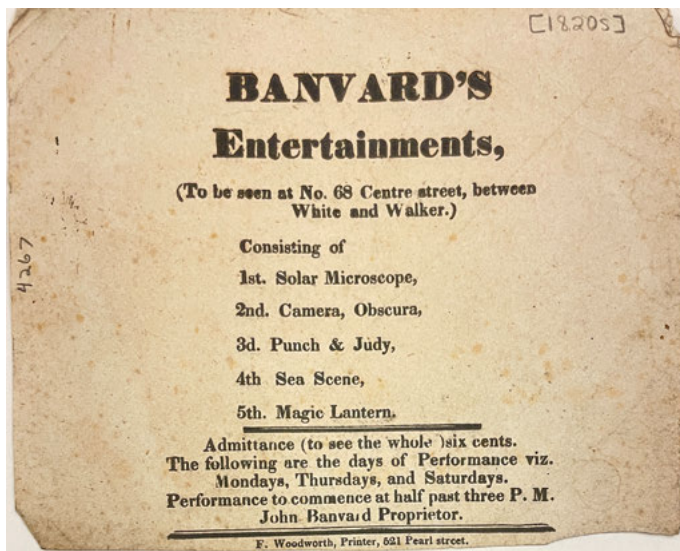 [1820s]
BANVARD'S
Entertainments,
(To be seen at No. 68 Centre street, between
White and Walker.)
Consisting of
1st. Solar Microscope,
2nd. Camera, Obscura,
3d. Punch & Judy,
4th Sea Scene,
5th. Magic Lantern.
Admittance (to see the whole )six cents.
The following are the days of Performance viz.
Mondays, Thursdays, and Saturdays.
Performance to commence at half past three P. M.
John Banvard Proprietor.
F. Woodworth, Printer, 521 Pearl street.
4267